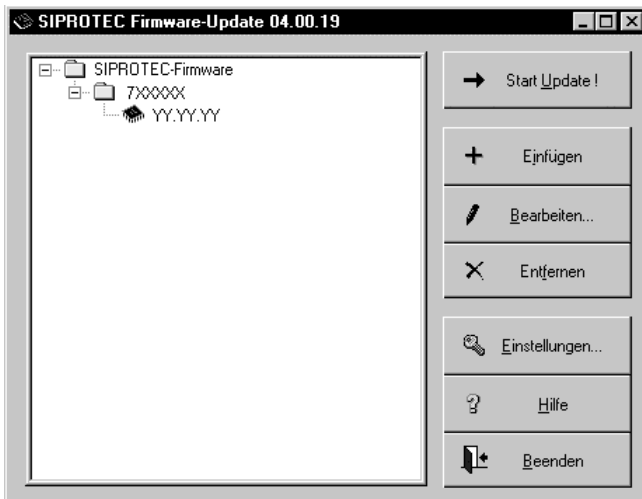 SIPROTEC Firmware-Update 04.00.19
SIPROTEC-Firmware
7XXXXX
YY.YY.YY
Start Update !
Einfügen
Bearbeiten...
Entfernen
Einstellungen...
Hilfe
Beenden